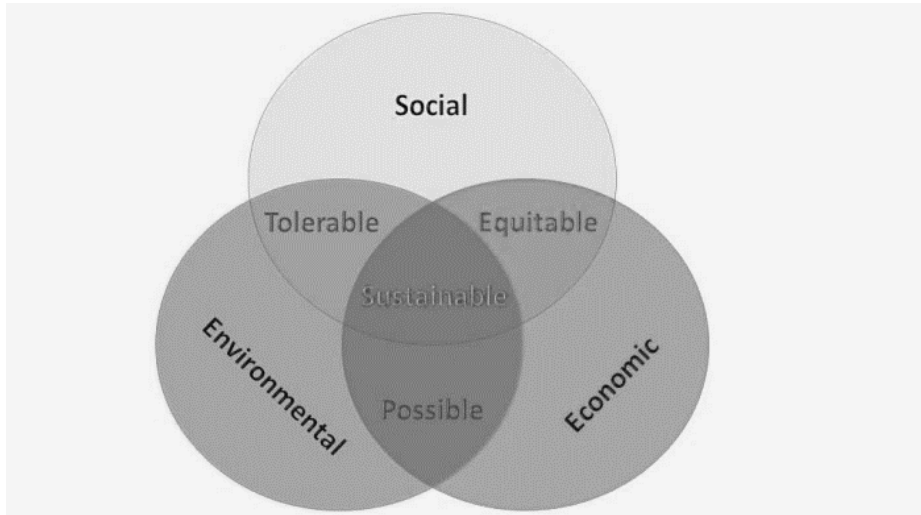 Social
Tolerable
Equitable
Sustainable
Environmental
Economic
Possible